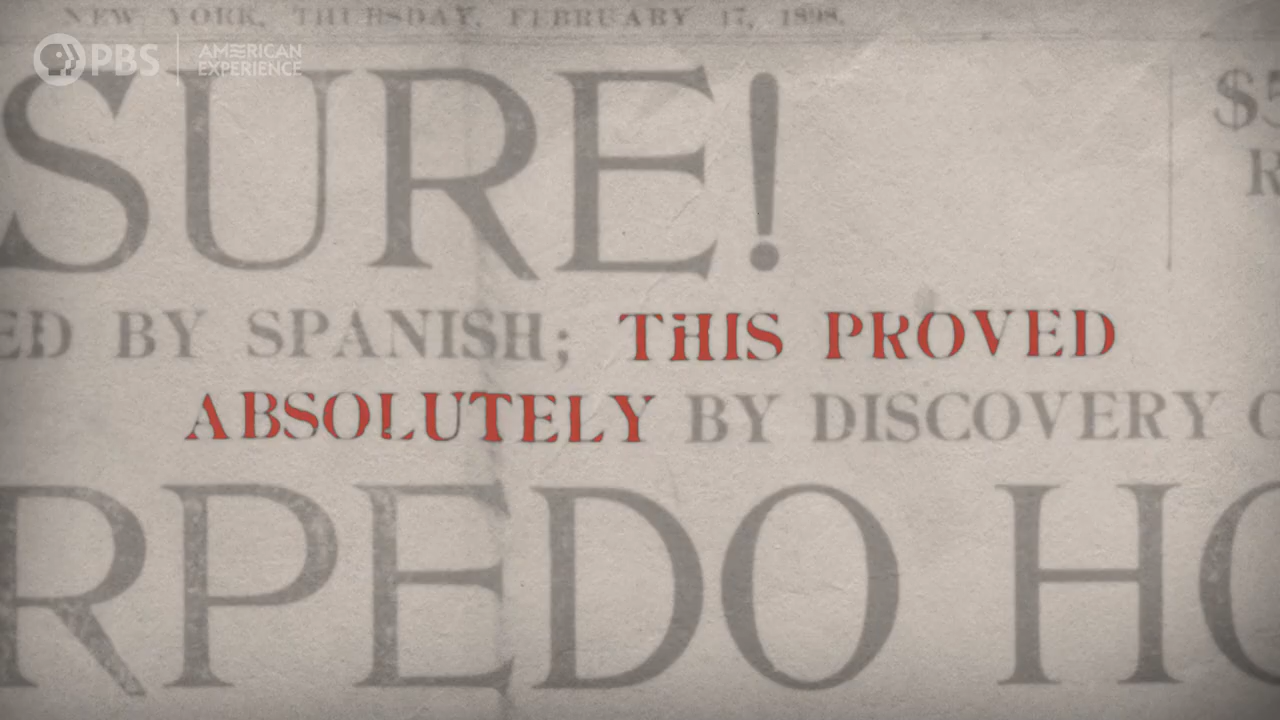 NEW YORK, THURSDAY, FEBRUARY 17, 1898.
PBS AMERICAN EXPERIENCE
SURE!
$5
R
ED BY SPANISH; THIS PROVED
ABSOLUTELY BY DISCOVERY O
RPEDO HO